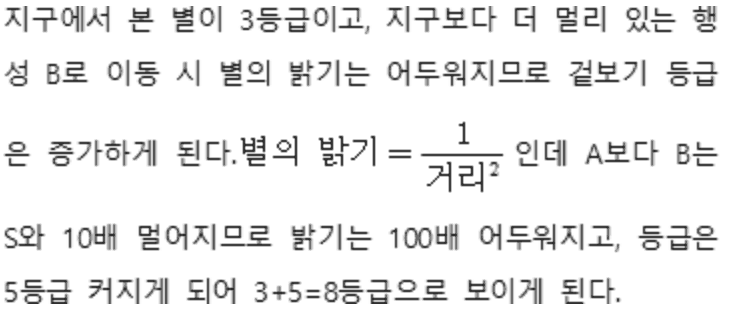 지구에서 본 별이 3등급이고, 지구보다 더 멀리 있는 행
성 B로 이동 시 별의 밝기는 어두워지므로 겉보기 등급
은 증가하게 된다.별의 밝기 = 1/거리² 인데 A보다 B는
S와 10배 멀어지므로 밝기는 100배 어두워지고, 등급은
5등급 커지게 되어 3+5=8등급으로 보이게 된다.